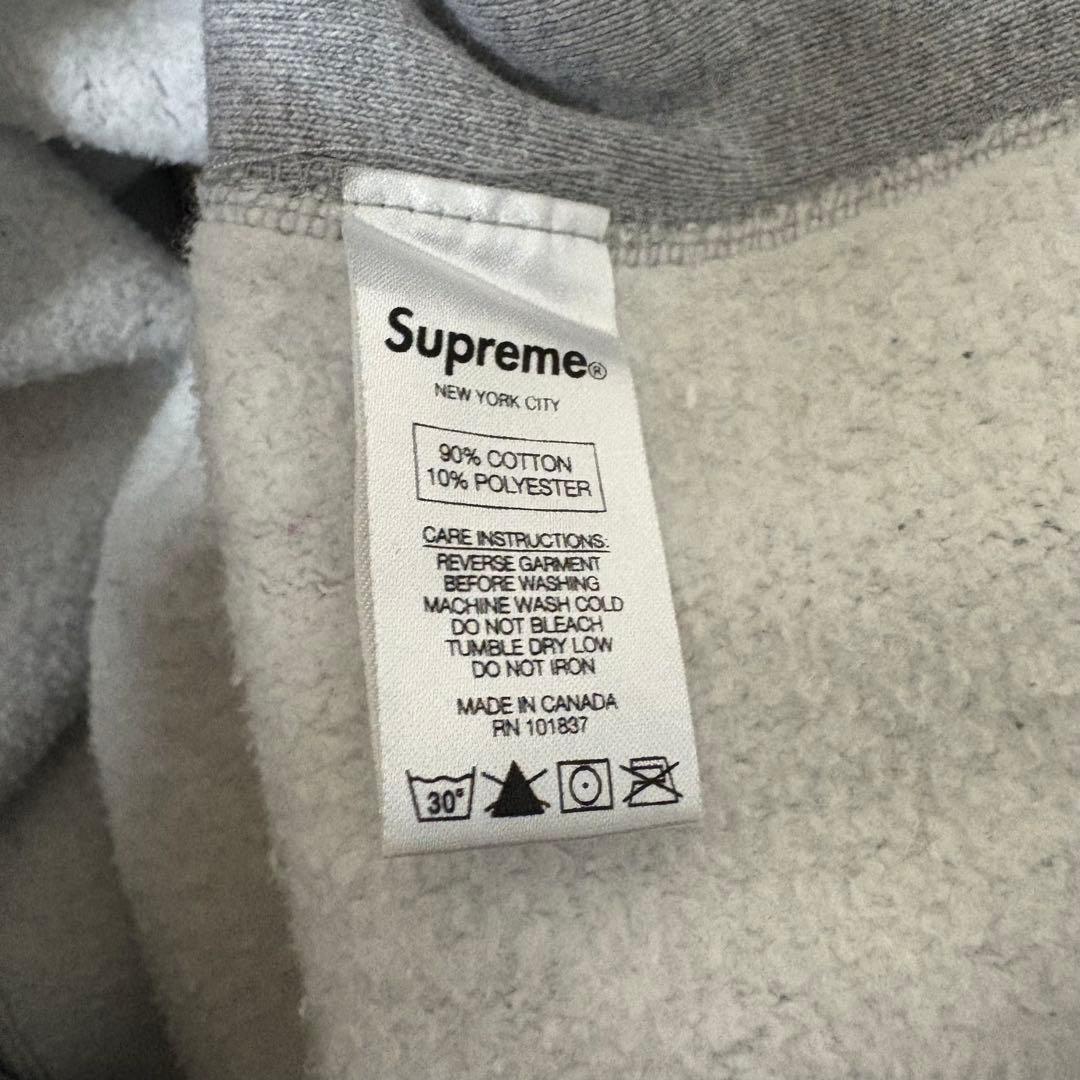 Supreme®
NEW YORK CITY
90% COTTON
10% POLYESTER
CARE INSTRUCTIONS:
REVERSE GARMENT
BEFORE WASHING
MACHINE WASH COLD
DO NOT BLEACH
TUMBLE DRY LOW
DO NOT IRON
MADE IN CANADA
RN 101837
30°